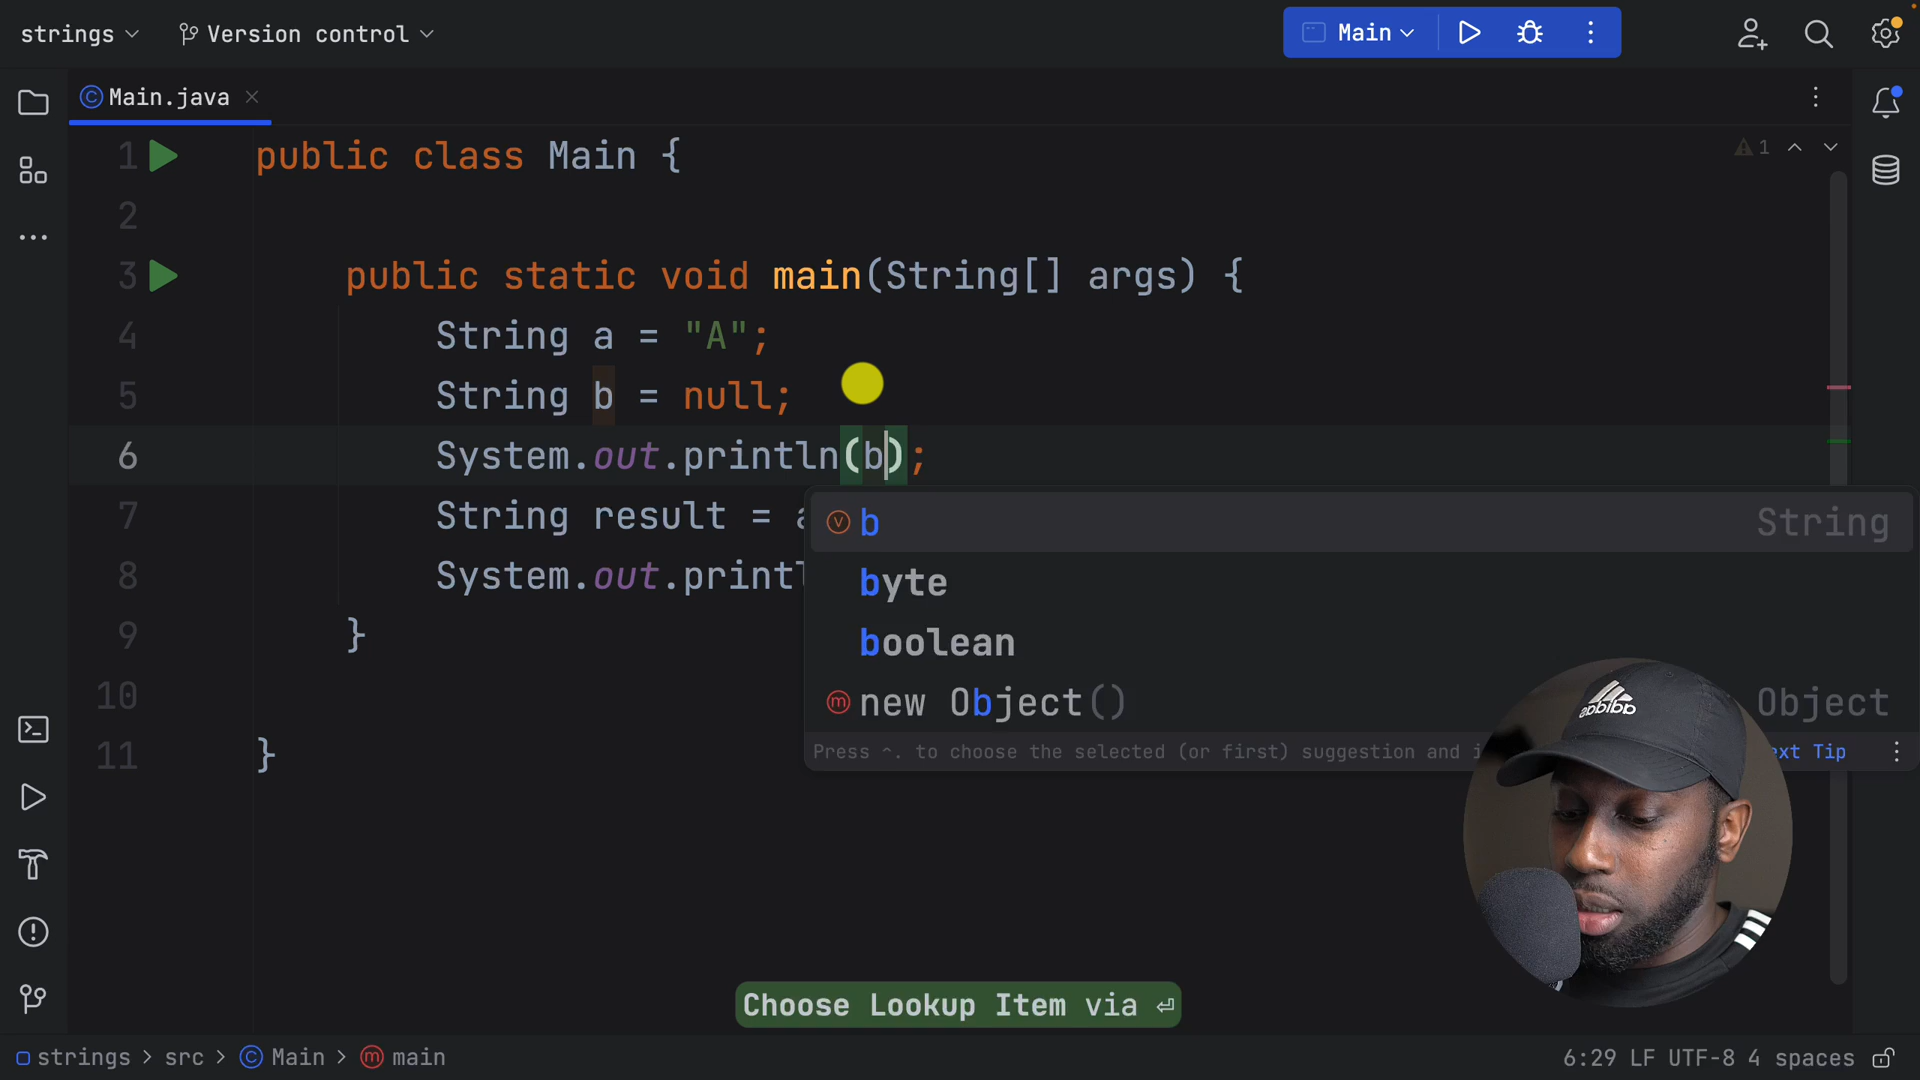 strings
Version control
Main
Main.java
1 public class Main {
1
2
3 public static void main(String[] args) {
4 String a = "A";
5 String b = null;
6 System.out.println(b);
7 String result = a
8 System.out.printl
9 }
10
11 }
b String
byte
boolean
new Object() Object
Press ^. to choose the selected (or first) suggestion and i
Tip
adidas
Choose Lookup Item via ⏎
strings > src > Main > main
6:29 LF UTF-8 4 spaces